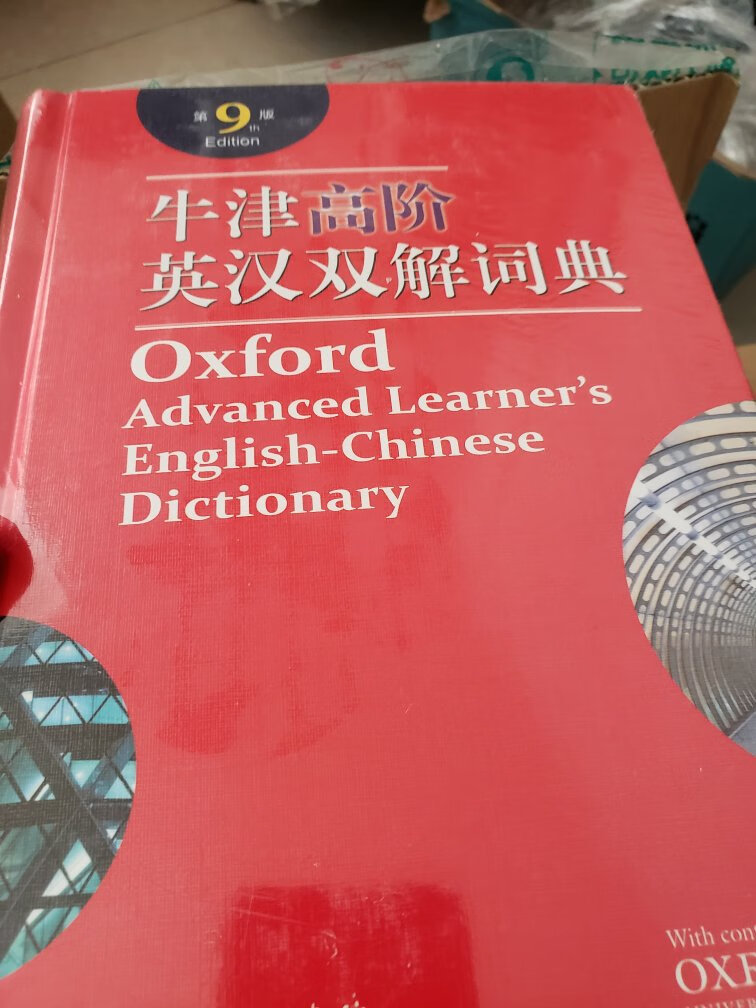 第9版
th
Edition
牛津高阶
英汉双解词典
Oxford
Advanced Learner's
English-Chinese
Dictionary
With